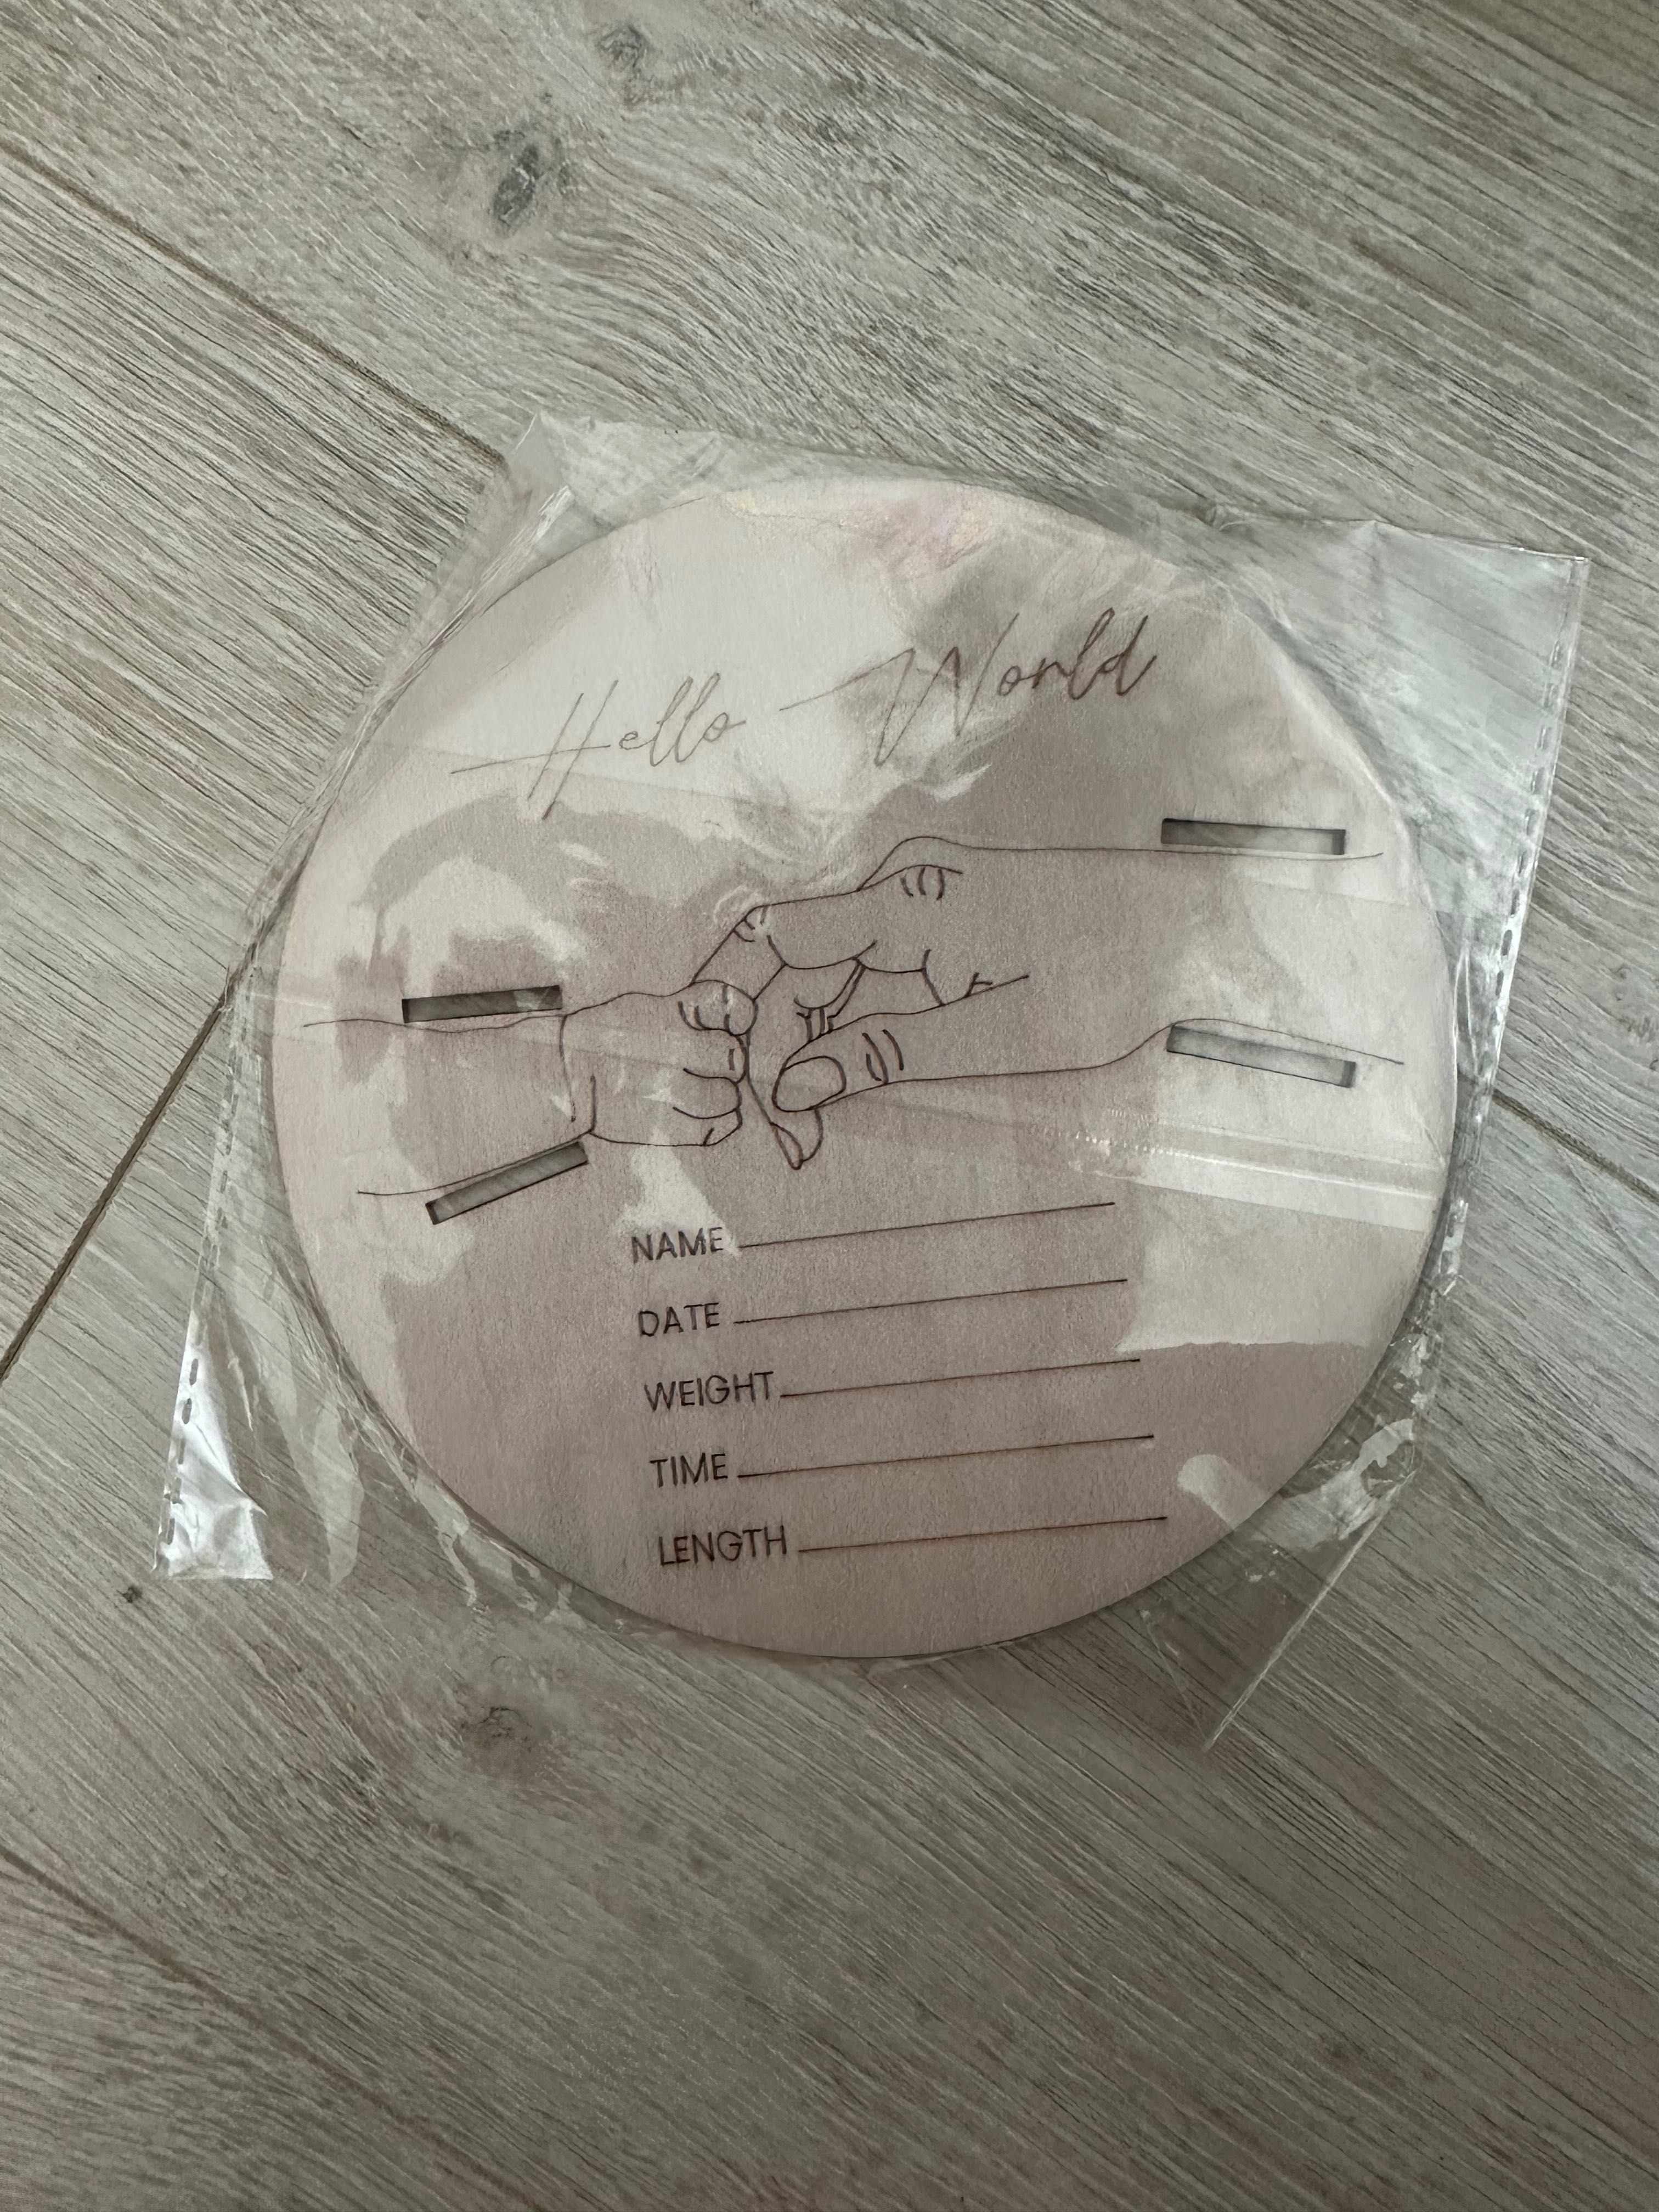 Hello World
NAME
DATE
WEIGHT
TIME
LENGTH